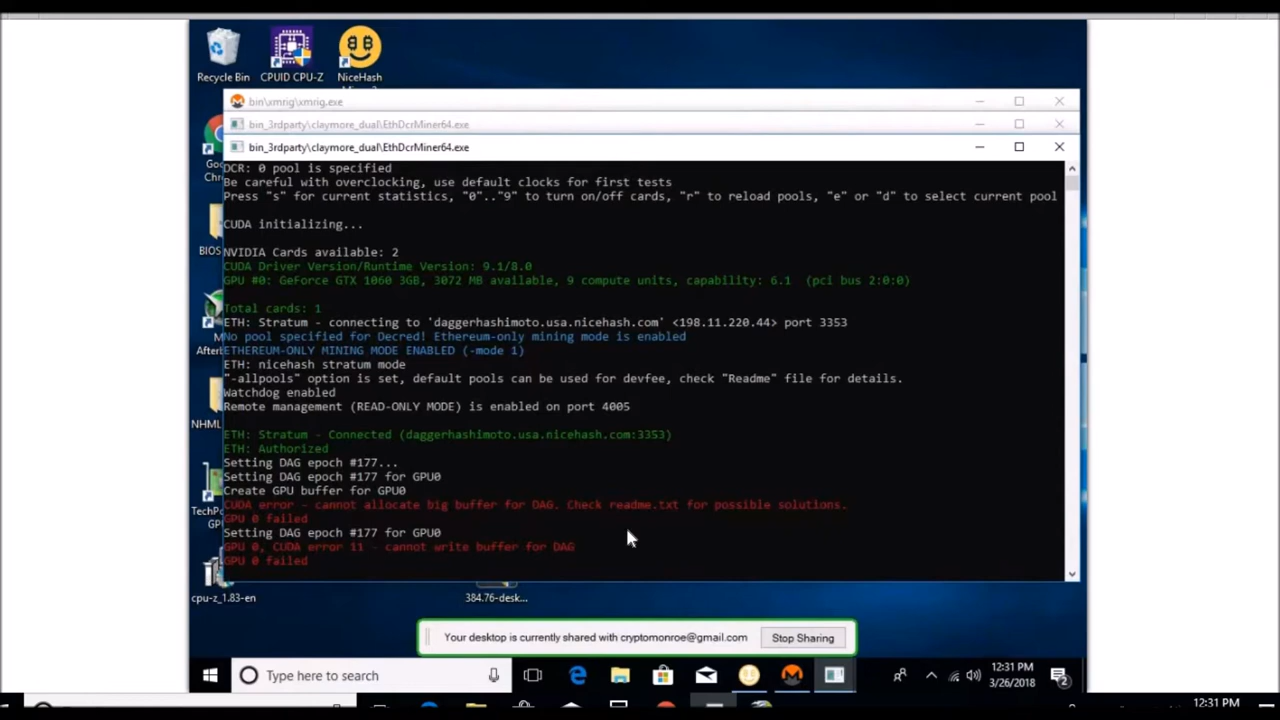 Recycle Bin
CPUID CPU-Z
NiceHash
bin\xmrig\xmrig.exe
bin_3rdparty\claymore_dual\EthDcrMiner64.exe
bin_3rdparty\claymore_dual\EthDcrMiner64.exe
DCR: 0 pool is specified
Be careful with overclocking, use default clocks for first tests
Press "s" for current statistics, "0".."9" to turn on/off cards, "r" to reload pools, "e" or "d" to select current pool
CUDA initializing...
NVIDIA Cards available: 2
CUDA Driver Version/Runtime Version: 9.1/8.0
GPU #0: GeForce GTX 1060 3GB, 3072 MB available, 9 compute units, capability: 6.1 (pci bus 2:0:0)
Total cards: 1
ETH: Stratum - connecting to 'daggerhashimoto.usa.nicehash.com' <198.11.220.44> port 3353
No pool specified for Decred! Ethereum-only mining mode is enabled
ETHEREUM-ONLY MINING MODE ENABLED (-mode 1)
ETH: nicehash stratum mode
"-allpools" option is set, default pools can be used for devfee, check "Readme" file for details.
Watchdog enabled
Remote management (READ-ONLY MODE) is enabled on port 4005
ETH: Stratum - Connected (daggerhashimoto.usa.nicehash.com:3353)
ETH: Authorized
Setting DAG epoch #177...
Setting DAG epoch #177 for GPU0
Create GPU buffer for GPU0
CUDA error - cannot allocate big buffer for DAG. Check readme.txt for possible solutions.
GPU 0 failed
Setting DAG epoch #177 for GPU0
GPU 0, CUDA error 11 - cannot write buffer for DAG
GPU 0 failed
Goo
Chr
BIOS
M
Afterb
NHML
TechPo
GP
cpu-z_1.83-en
384.76-desk...
Your desktop is currently shared with cryptomonroe@gmail.com
Stop Sharing
Type here to search
12:31 PM
3/26/2018
2
12:31 PM